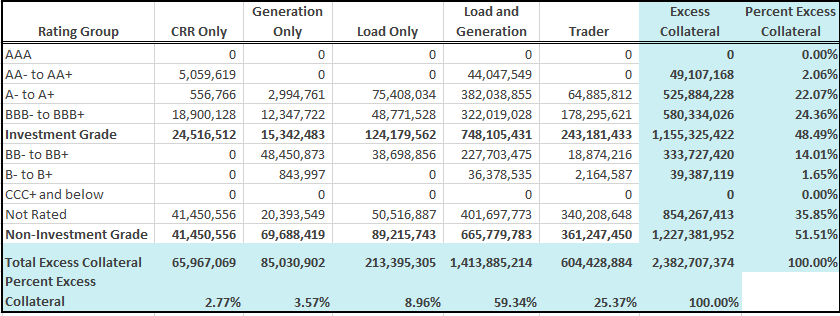 Rating Group CRR Only Generation Only Load Only Load and Generation Trader Excess Collateral Percent Excess Collateral
AAA 0 0 0 0 0 0 0.00%
AA- to AA+ 5,059,619 0 0 44,047,549 0 49,107,168 2.06%
A- to A+ 556,766 2,994,761 75,408,034 382,038,855 64,885,812 525,884,228 22.07%
BBB- to BBB+ 18,900,128 12,347,722 48,771,528 322,019,028 178,295,621 580,334,026 24.36%
Investment Grade 24,516,512 15,342,483 124,179,562 748,105,431 243,181,433 1,155,325,422 48.49%
BB- to BB+ 0 48,450,873 38,698,856 227,703,475 18,874,216 333,727,420 14.01%
B- to B+ 0 843,997 0 36,378,535 2,164,587 39,387,119 1.65%
CCC+ and below 0 0 0 0 0 0 0.00%
Not Rated 41,450,556 20,393,549 50,516,887 401,697,773 340,208,648 854,267,413 35.85%
Non-Investment Grade 41,450,556 69,688,419 89,215,743 665,779,783 361,247,450 1,227,381,952 51.51%
Total Excess Collateral 65,967,069 85,030,902 213,395,305 1,413,885,214 604,428,884 2,382,707,374 100.00%
Percent Excess
Collateral 2.77% 3.57% 8.96% 59.34% 25.37% 100.00%